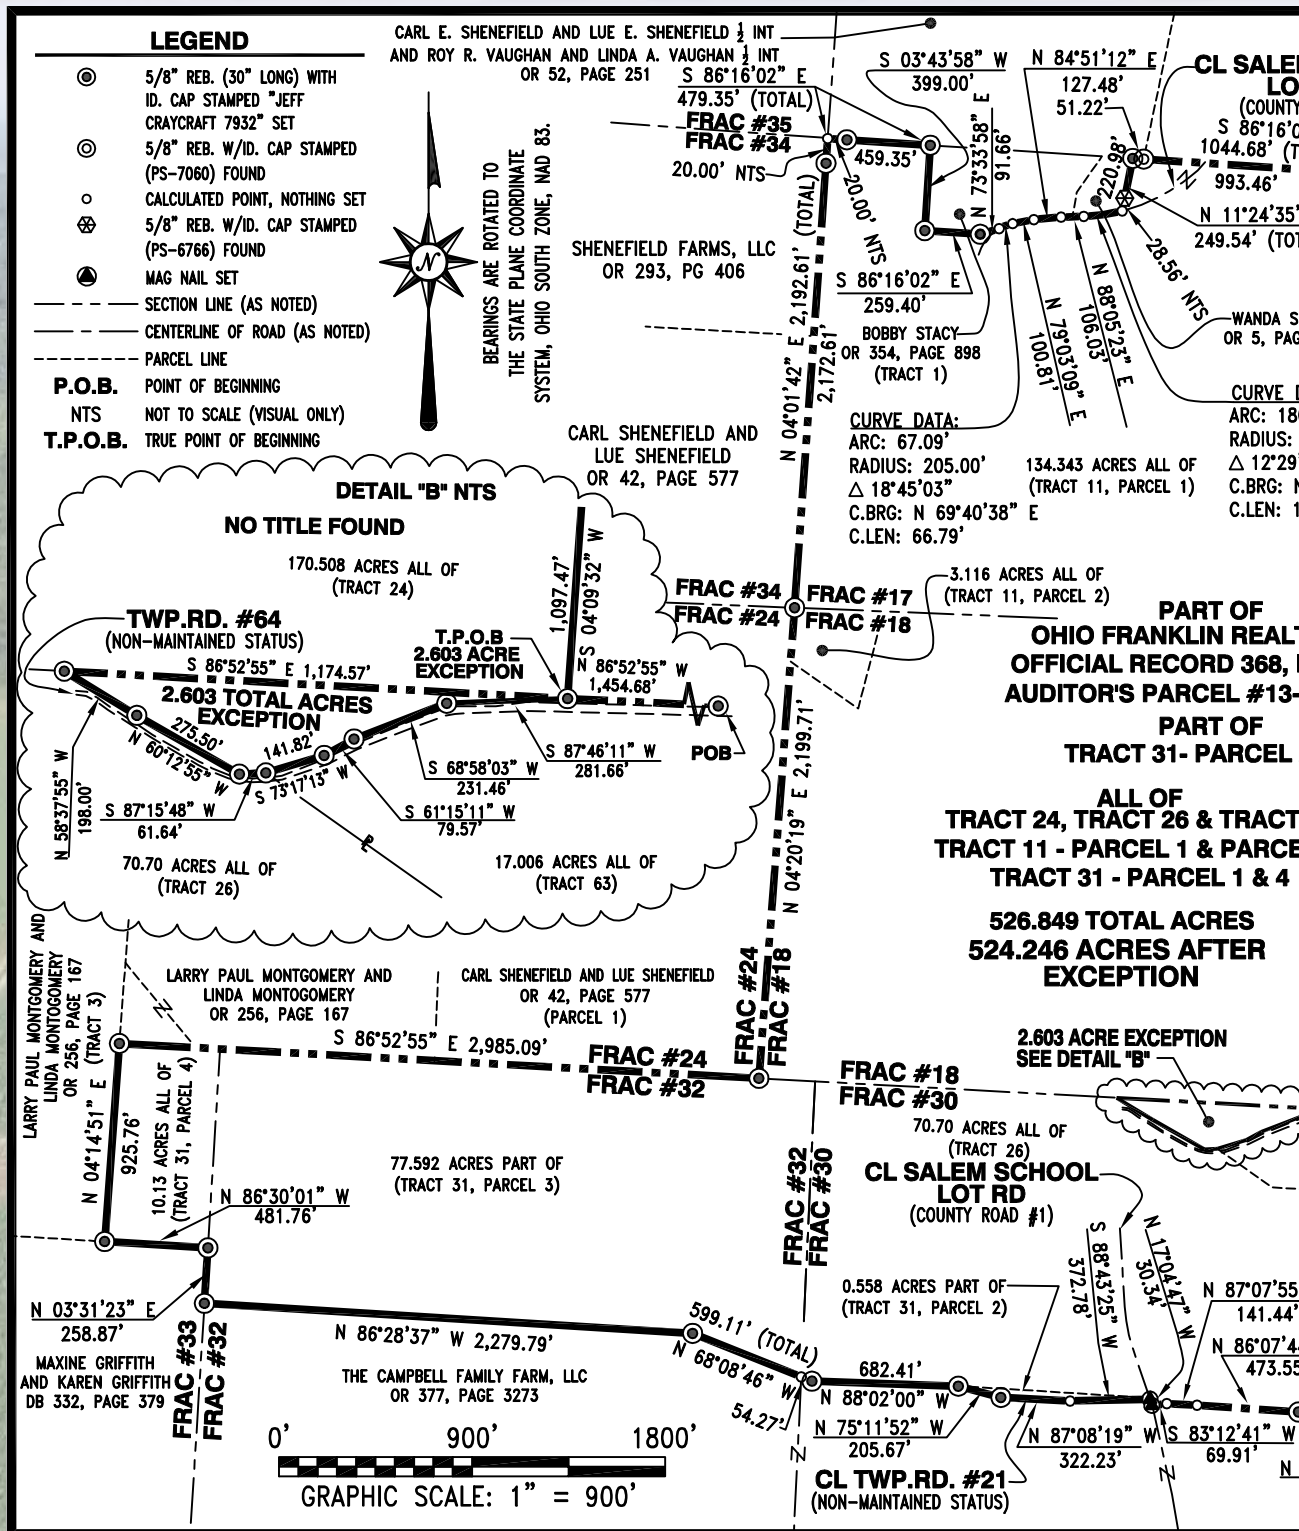 LEGEND
5/8" REB. (30" LONG) WITH
ID. CAP STAMPED "JEFF
CRAYCRAFT 7932" SET
5/8" REB. W/ID. CAP STAMPED
(PS-7060) FOUND
CALCULATED POINT, NOTHING SET
5/8" REB. W/ID. CAP STAMPED
(PS-6766) FOUND
MAG NAIL SET
SECTION LINE (AS NOTED)
CENTERLINE OF ROAD (AS NOTED)
PARCEL LINE
P.O.B. POINT OF BEGINNING
NTS NOT TO SCALE (VISUAL ONLY)
T.P.O.B. TRUE POINT OF BEGINNING
N
BEARINGS ARE ROTATED TO
THE STATE PLANE COORDINATE
SYSTEM, OHIO SOUTH ZONE, NAD 83.
CARL E. SHENEFIELD AND LUE E. SHENEFIELD ½ INT
AND ROY R. VAUGHAN AND LINDA A. VAUGHAN ½ INT
OR 52, PAGE 251
S 86°16'02" E
479.35' (TOTAL)
FRAC #35
FRAC #34
20.00' NTS
459.35'
20.00' NTS
S 03°43'58" W
399.00'
N 73°33'58" E
91.66'
N 84°51'12" E
127.48'
51.22'
220.98'
CL SALEM
LO
(COUNTY
S 86°16'0
1044.68' (T
993.46'
N 11°24'35"
249.54' (TOT
28.56' NTS
SHENEFIELD FARMS, LLC
OR 293, PG 406
N 04°01'42" E 2,192.61' (TOTAL)
2,172.61'
S 86°16'02" E
259.40'
BOBBY STACY
OR 354, PAGE 898
(TRACT 1)
N 79°03'09" E
100.81'
N 88°05'23" E
106.03'
WANDA S
OR 5, PAG
CURVE DATA:
ARC: 67.09'
RADIUS: 205.00'
△ 18°45'03"
C.BRG: N 69°40'38" E
C.LEN: 66.79'
134.343 ACRES ALL OF
(TRACT 11, PARCEL 1)
CURVE D
ARC: 18
RADIUS:
△ 12°29'
C.BRG: N
C.LEN: 1
CARL SHENEFIELD AND
LUE SHENEFIELD
OR 42, PAGE 577
DETAIL "B" NTS
NO TITLE FOUND
170.508 ACRES ALL OF
(TRACT 24)
1,097.47'
S 04°09'32" W
TWP.RD. #64
(NON-MAINTAINED STATUS)
S 86°52'55" E 1,174.57'
T.P.O.B
2.603 ACRE
EXCEPTION
N 86°52'55" W
1,454.68'
2.603 TOTAL ACRES
EXCEPTION
275.50'
N 60°12'55" W
141.82'
S 73°17'13" W
N 58°37'55" W
198.00'
S 87°15'48" W
61.64'
S 68°58'03" W
231.46'
S 87°46'11" W
281.66'
POB
S 61°15'11" W
79.57'
PL
70.70 ACRES ALL OF
(TRACT 26)
17.006 ACRES ALL OF
(TRACT 63)
FRAC #34 FRAC #17
FRAC #24 FRAC #18
3.116 ACRES ALL OF
(TRACT 11, PARCEL 2)
N 04°20'19" E 2,199.71'
PART OF
OHIO FRANKLIN REALT
OFFICIAL RECORD 368,
AUDITOR'S PARCEL #13-
PART OF
TRACT 31- PARCEL
ALL OF
TRACT 24, TRACT 26 & TRACT
TRACT 11 - PARCEL 1 & PARCE
TRACT 31 - PARCEL 1 & 4
526.849 TOTAL ACRES
524.246 ACRES AFTER
EXCEPTION
LARRY PAUL MONTGOMERY AND
LINDA MONTGOMERY
OR 256, PAGE 167
(TRACT 3)
LARRY PAUL MONTGOMERY AND
LINDA MONTOGOMERY
OR 256, PAGE 167
CARL SHENEFIELD AND LUE SHENEFIELD
OR 42, PAGE 577
(PARCEL 1)
FRAC #24
FRAC #18
S 86°52'55" E 2,985.09'
FRAC #24
FRAC #32
FRAC #18
FRAC #30
2.603 ACRE EXCEPTION
SEE DETAIL "B"
70.70 ACRES ALL OF
(TRACT 26)
N 04°14'51" E
925.76'
10.13 ACRES ALL OF
(TRACT 31, PARCEL 4)
77.592 ACRES PART OF
(TRACT 31, PARCEL 3)
N 86°30'01" W
481.76'
FRAC #32
FRAC #30
CL SALEM SCHOOL
LOT RD
(COUNTY ROAD #1)
S 88°43'25" W
372.78'
N 17°04'47" W
30.34'
0.558 ACRES PART OF
(TRACT 31, PARCEL 2)
N 87°07'55
141.44'
N 86°07'4
473.55
N 03°31'23" E
258.87'
MAXINE GRIFFITH
AND KAREN GRIFFITH
DB 332, PAGE 379
FRAC #33
FRAC #32
N 86°28'37" W 2,279.79'
THE CAMPBELL FAMILY FARM, LLC
OR 377, PAGE 3273
599.11' (TOTAL)
N 68°08'46" W
54.27'
682.41'
N 88°02'00" W
N 75°11'52" W
205.67'
N 87°08'19" W
322.23'
S 83°12'41" W
69.91'
N
CL TWP.RD. #21
(NON-MAINTAINED STATUS)
0' 900' 1800'
GRAPHIC SCALE: 1" = 900'